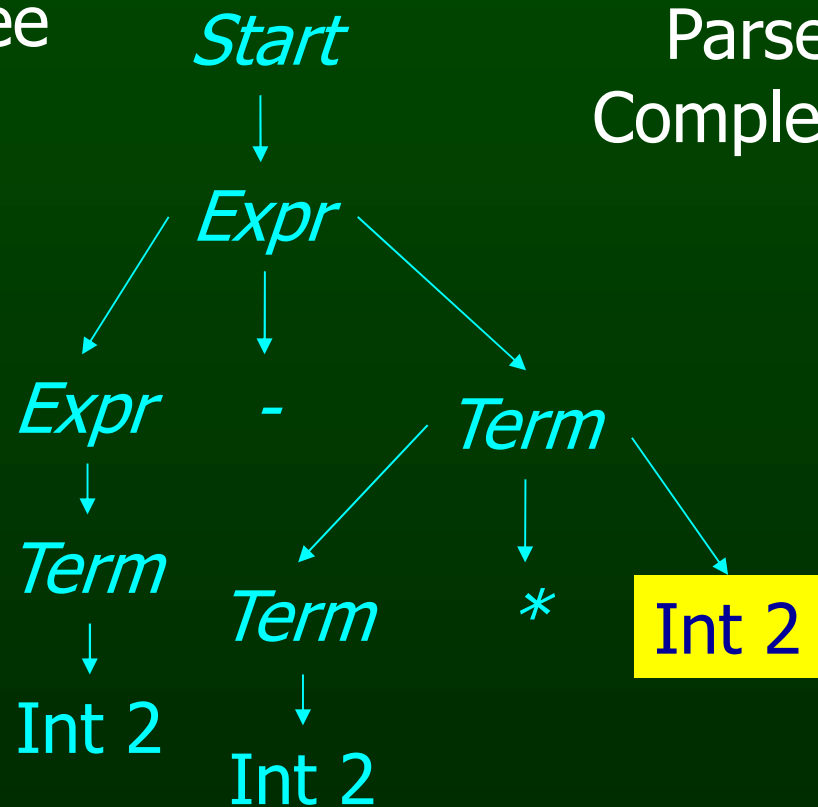 ee
Start
Parse
Comple
Expr
Expr
-
Term
Term
Term
*
Int 2
Int 2
Int 2